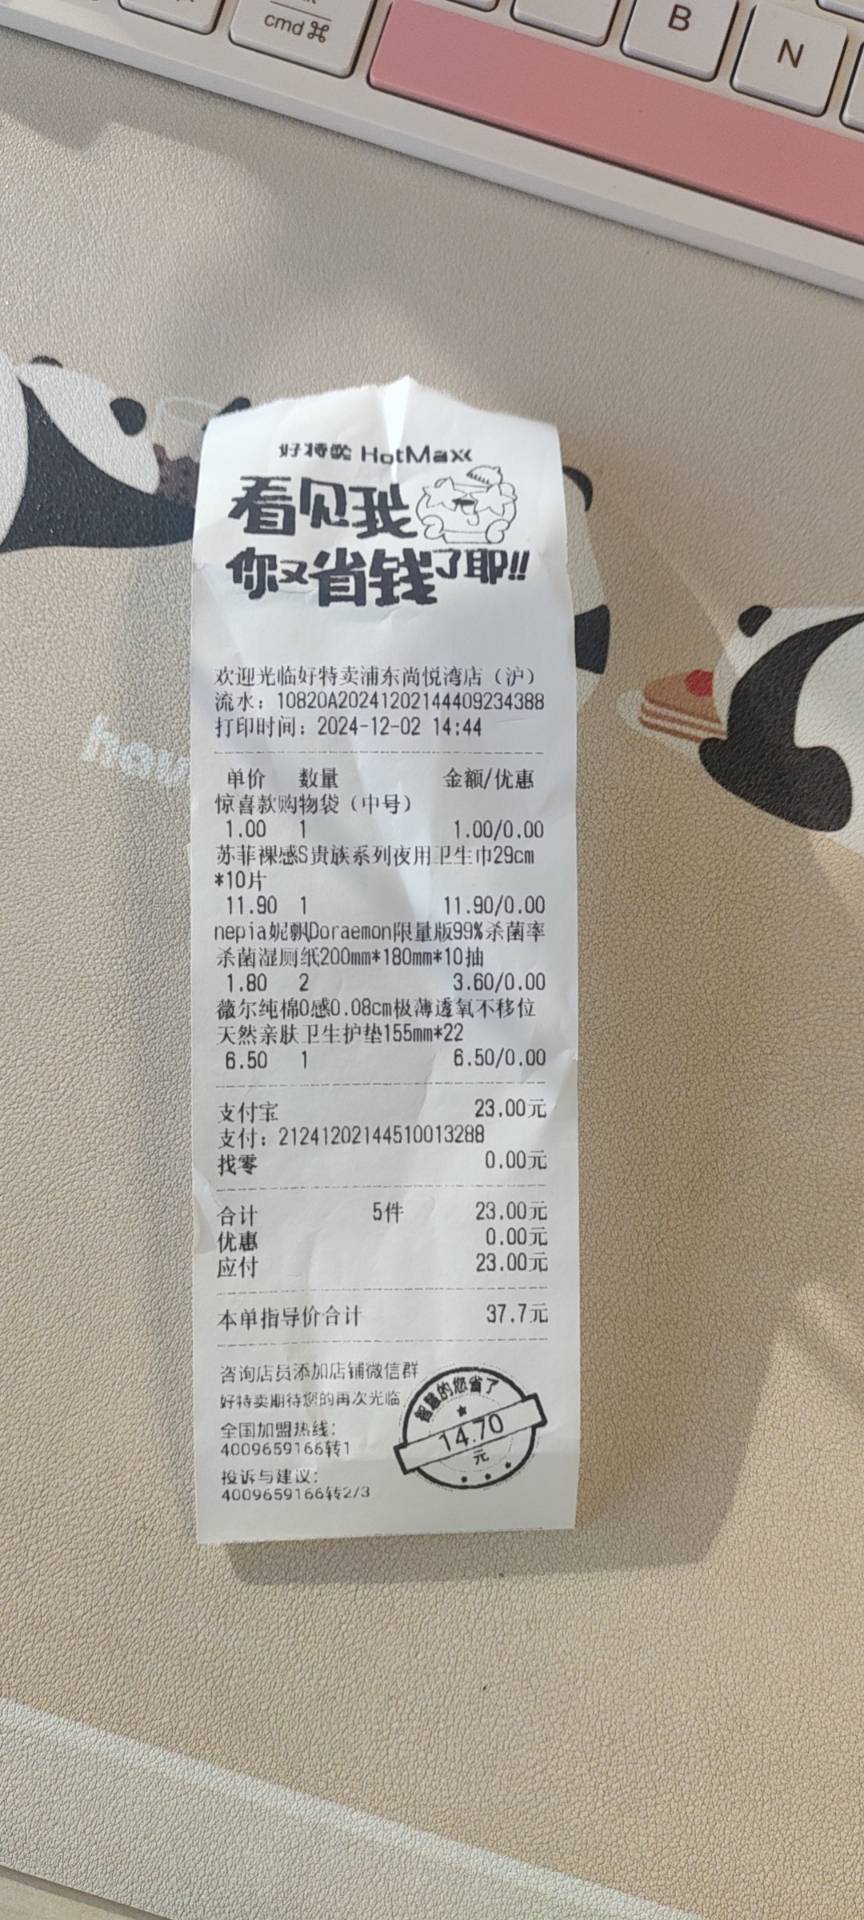 cmd ⌘
B
N
好特卖 HotMaxx
看见我
你又省钱了耶!!
欢迎光临好特卖浦东尚悦湾店（沪）
流水：10820A20241202144409234388
打印时间：2024-12-02 14:44
单价 数量 金额/优惠
惊喜款购物袋（中号）
1.00 1 1.00/0.00
苏菲裸感S贵族系列夜用卫生巾29cm
*10片
11.90 1 11.90/0.00
nepia妮飘Doraemon限量版99%杀菌率
杀菌湿厕纸200mm*180mm*10抽
1.80 2 3.60/0.00
薇尔纯棉0感0.08cm极薄透氧不移位
天然亲肤卫生护垫155mm*22
6.50 1 6.50/0.00
支付宝 23.00元
支付：21241202144510013288
找零 0.00元
合计 5件 23.00元
优惠 0.00元
应付 23.00元
本单指导价合计 37.7元
咨询店员添加店铺微信群
好特卖期待您的再次光临
全国加盟热线：
4009659166转1
投诉与建议：
4009659166转2/3
智慧的您省了
14.70
元